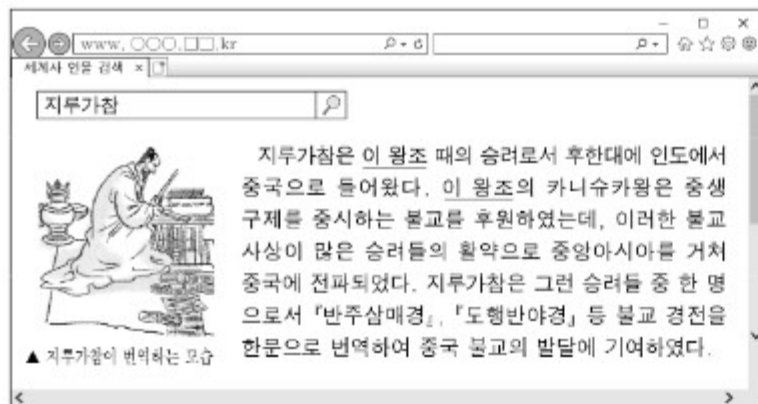 www. ○○○.□□.kr
세계사 인물 검색 ×
지루가참
지루가참은 이 왕조 때의 승려로서 후한대에 인도에서
중국으로 들어왔다. 이 왕조의 카니슈카왕은 중생
구제를 중시하는 불교를 후원하였는데, 이러한 불교
사상이 많은 승려들의 활약으로 중앙아시아를 거쳐
중국에 전파되었다. 지루가참은 그런 승려들 중 한 명
으로서 『반주삼매경』, 『도행반야경』 등 불교 경전을
한문으로 번역하여 중국 불교의 발달에 기여하였다.
▲ 지루가참이 번역하는 모습